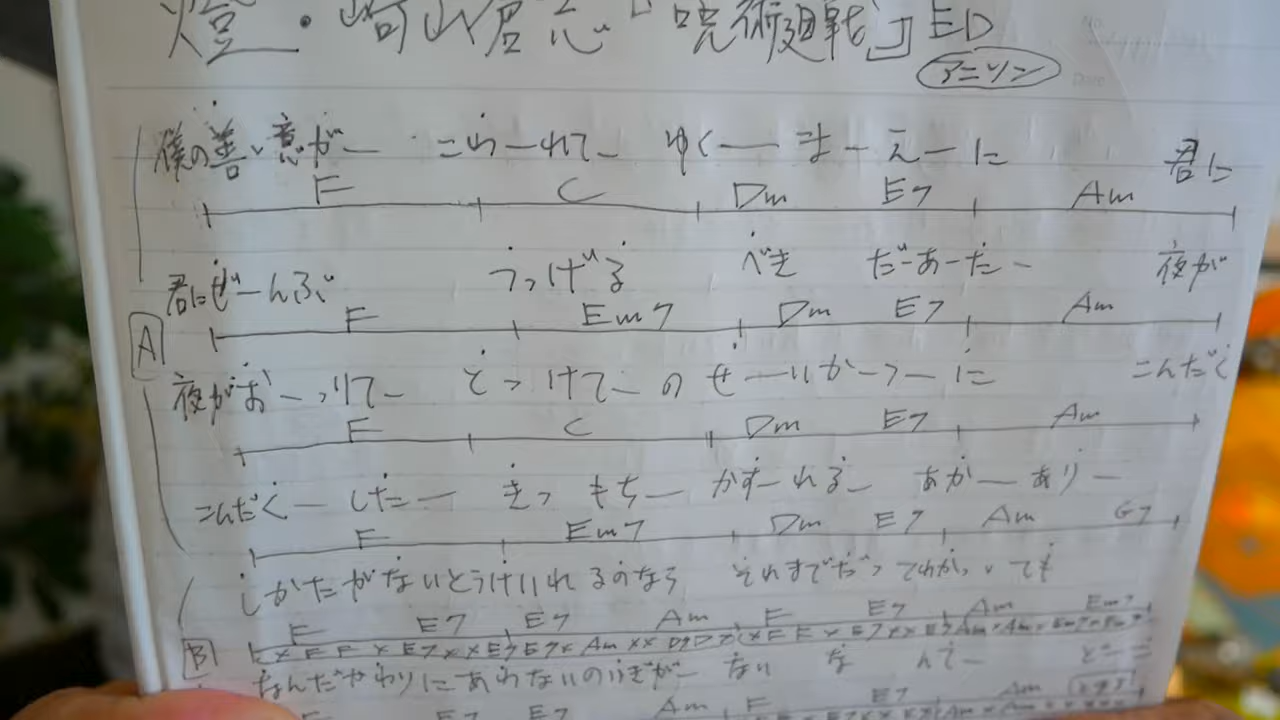 燈・崎山蒼志「呪術廻戦」ED
アニソン
僕の善い意がー こわーれてー ゆくーまーえーに 君に
F C Dm E7 Am
君にぜーんぶ つっげる べき だーあーたー 夜が
F Em7 Dm E7 Am
A
夜がおーっりてー とっけてーのせーいかーつーに こんだく
F C Dm E7 Am
こんだくーしたー きっもちー かずーれるー あかーありー
F Em7 Dm E7 Am G7
しかたがないとうけいれるのなら それまでだってわかっいても
F E7 E7 Am F E7 Am Em7
B
なんだやわりにあわないのふぎがー ない な んてー
F E7 E7 Am F E7 Am